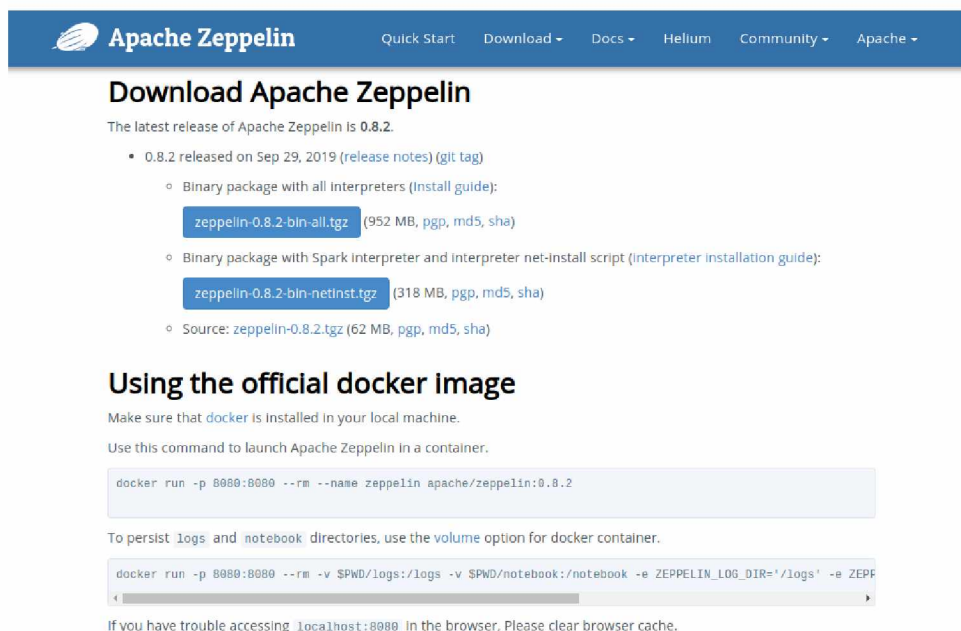 Apache Zeppelin Quick Start Download Docs Helium Community Apache
Download Apache Zeppelin
The latest release of Apache Zeppelin is 0.8.2.
0.8.2 released on Sep 29, 2019 (release notes) (git tag)
Binary package with all interpreters (Install guide):
zeppelin-0.8.2-bin-all.tgz (952 MB, pgp, md5, sha)
Binary package with Spark interpreter and interpreter net-install script (interpreter installation guide):
zeppelin-0.8.2-bin-netinst.tgz (318 MB, pgp, md5, sha)
Source: zeppelin-0.8.2.tgz (62 MB, pgp, md5, sha)
Using the official docker image
Make sure that docker is installed in your local machine.
Use this command to launch Apache Zeppelin in a container.
docker run -p 8080:8080 --rm --name zeppelin apache/zeppelin:0.8.2
To persist logs and notebook directories, use the volume option for docker container.
docker run -p 8080:8080 --rm -v $PWD/logs:/logs -v $PWD/notebook:/notebook -e ZEPPELIN_LOG_DIR='/logs' -e ZEPP
If you have trouble accessing localhost:8080 in the browser, Please clear browser cache.